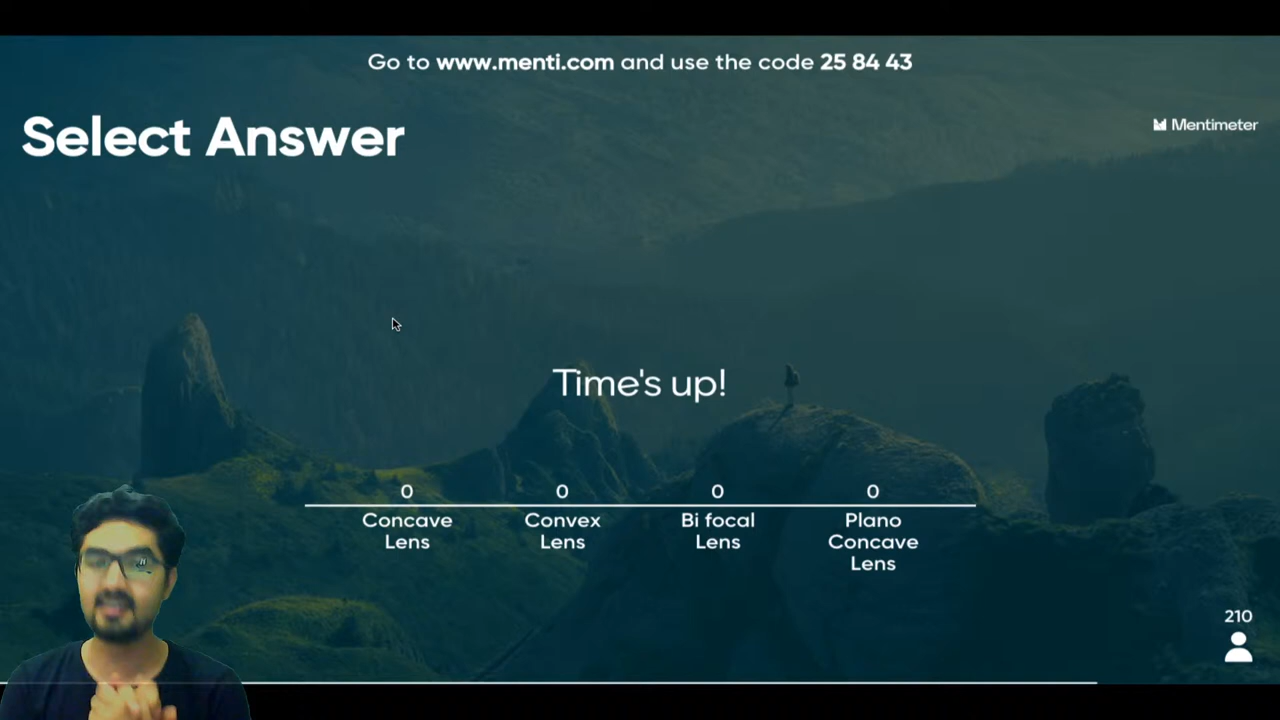 Go to www.menti.com and use the code 25 84 43
Select Answer
Mentimeter
Time's up!
0 0 0 0
Concave Lens
Convex Lens
Bi focal Lens
Plano Concave Lens
210